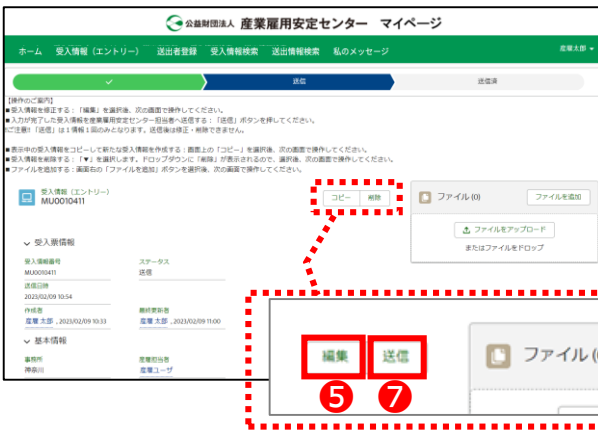 公益財団法人 産業雇用安定センター マイページ
ホーム 受入情報（エントリー） 送出者登録 受入情報検索 送出情報検索 私のメッセージ 産雇太郎
送信 送信済
【操作のご案内】
■受入情報を修正する：「編集」を選択後、次の画面で操作してください。
■入力が完了した受入情報を産業雇用安定センター担当者へ送信する：「送信」ボタンを押してください。
!ご注意!!「送信」は１情報１回のみとなります。送信後は修正・削除できません。
■表示中の受入情報をコピーして新たな受入情報を作成する：画面上の「コピー」を選択後、次の画面で操作してください。
■受入情報を削除する：「▼」を選択します。ドロップダウンに「削除」が表示されるので、選択後、次の画面で操作してください。
■ファイルを追加する：画面右の「ファイルを追加」ボタンを選択後、次の画面で操作してください。
受入情報（エントリー）
MU0010411
コピー 削除
ファイル (0) ファイルを追加
ファイルをアップロード
またはファイルをドロップ
受入票情報
受入情報番号 ステータス
MU0010411 送信
送信日時
2023/02/09 10:54
作成者 最終更新者
産雇 太郎 , 2023/02/09 10:33 産雇 太郎 , 2023/02/09 11:00
基本情報
事務所 産雇担当者
神奈川 産雇ユーザ
編集 送信 ファイル (
5 7